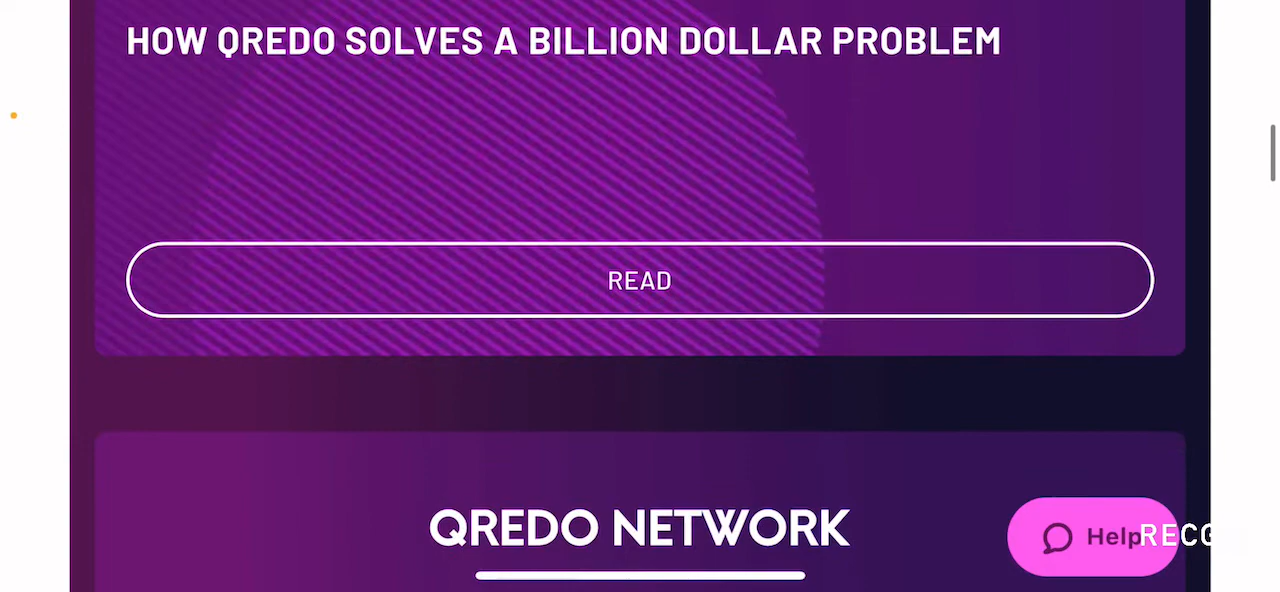 HOW QREDO SOLVES A BILLION DOLLAR PROBLEM
READ
QREDO NETWORK
Help